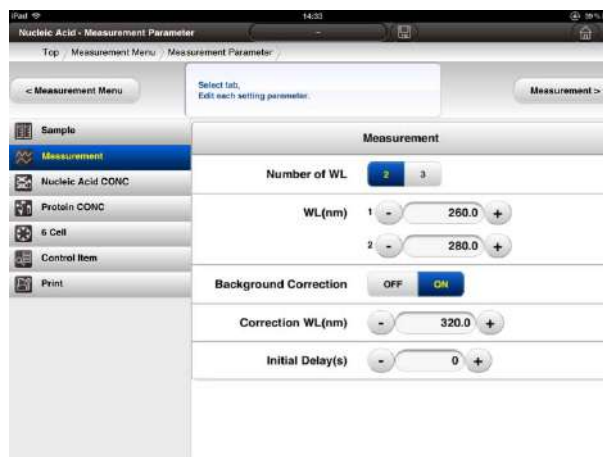 iPad 14:33 99%
Nucleic Acid - Measurement Parameter -
Top / Measurement Menu / Measurement Parameter /
< Measurement Menu
Select tab,
Edit each setting parameter.
Measurement >
Sample
Measurement
Nucleic Acid CONC
Protein CONC
6 Cell
Control Item
Print
Measurement
Number of WL 2 3
WL(nm) 1 - 260.0 +
2 - 280.0 +
Background Correction OFF ON
Correction WL(nm) - 320.0 +
Initial Delay(s) - 0 +